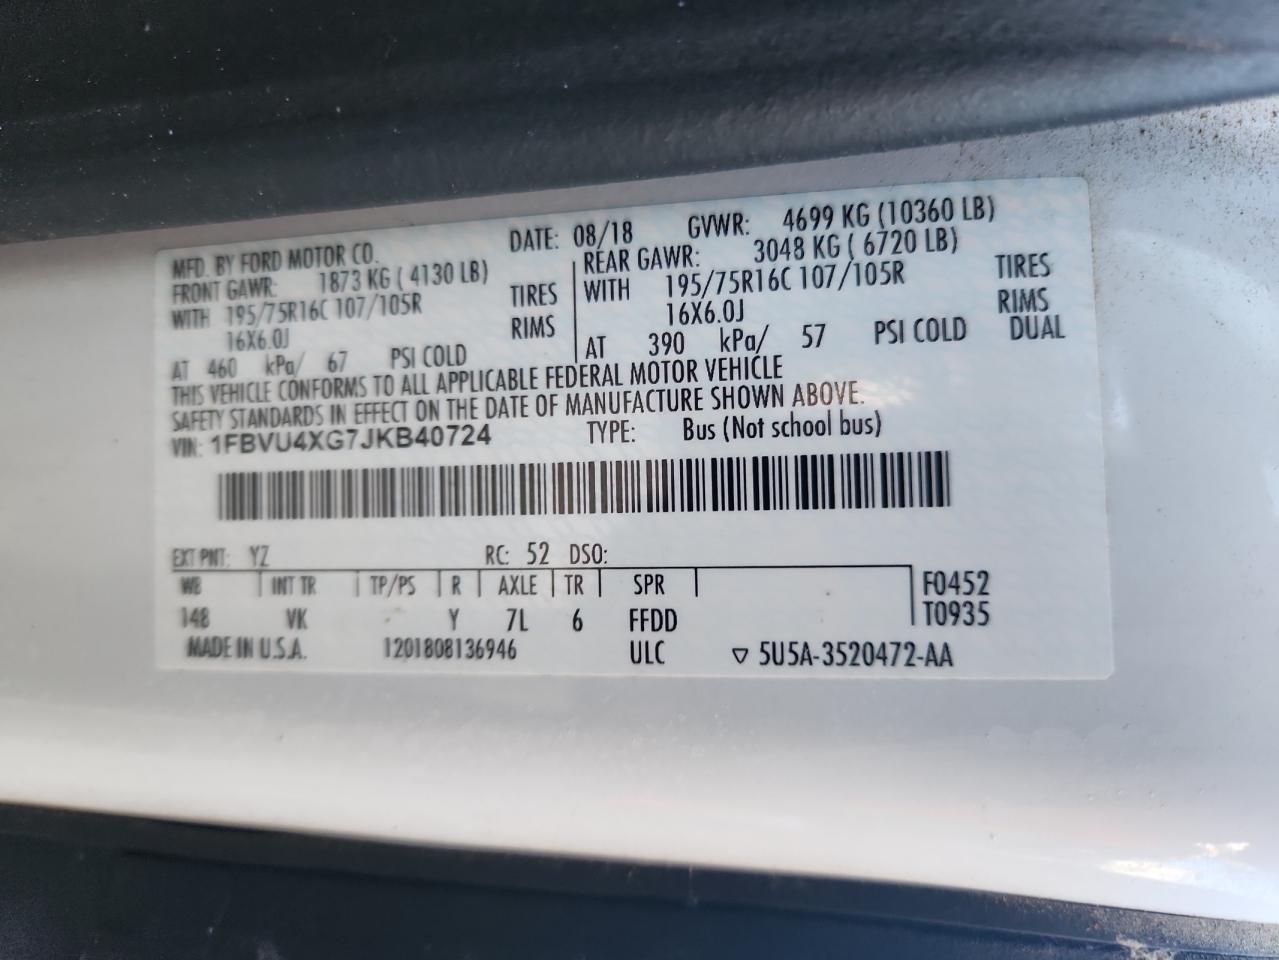 MFD. BY FORD MOTOR CO. DATE: 08/18 GVWR: 4699 KG (10360 LB)
FRONT GAWR: 1873 KG ( 4130 LB) REAR GAWR: 3048 KG ( 6720 LB)
WITH 195/75R16C 107/105R TIRES WITH 195/75R16C 107/105R TIRES
16X6.0J RIMS 16X6.0J RIMS
AT 460 kPa/ 67 PSI COLD AT 390 kPa/ 57 PSI COLD DUAL
THIS VEHICLE CONFORMS TO ALL APPLICABLE FEDERAL MOTOR VEHICLE
SAFETY STANDARDS IN EFFECT ON THE DATE OF MANUFACTURE SHOWN ABOVE.
VIN: 1FBVU4XG7JKB40724 TYPE: Bus (Not school bus)
EXT PNT: YZ RC: 52 DSO:
WB INT TR TP/PS R AXLE TR SPR F0452
148 VK Y 7L 6 FFDD T0935
MADE IN U.S.A. 1201808136946 ULC ▽ 5U5A-3520472-AA